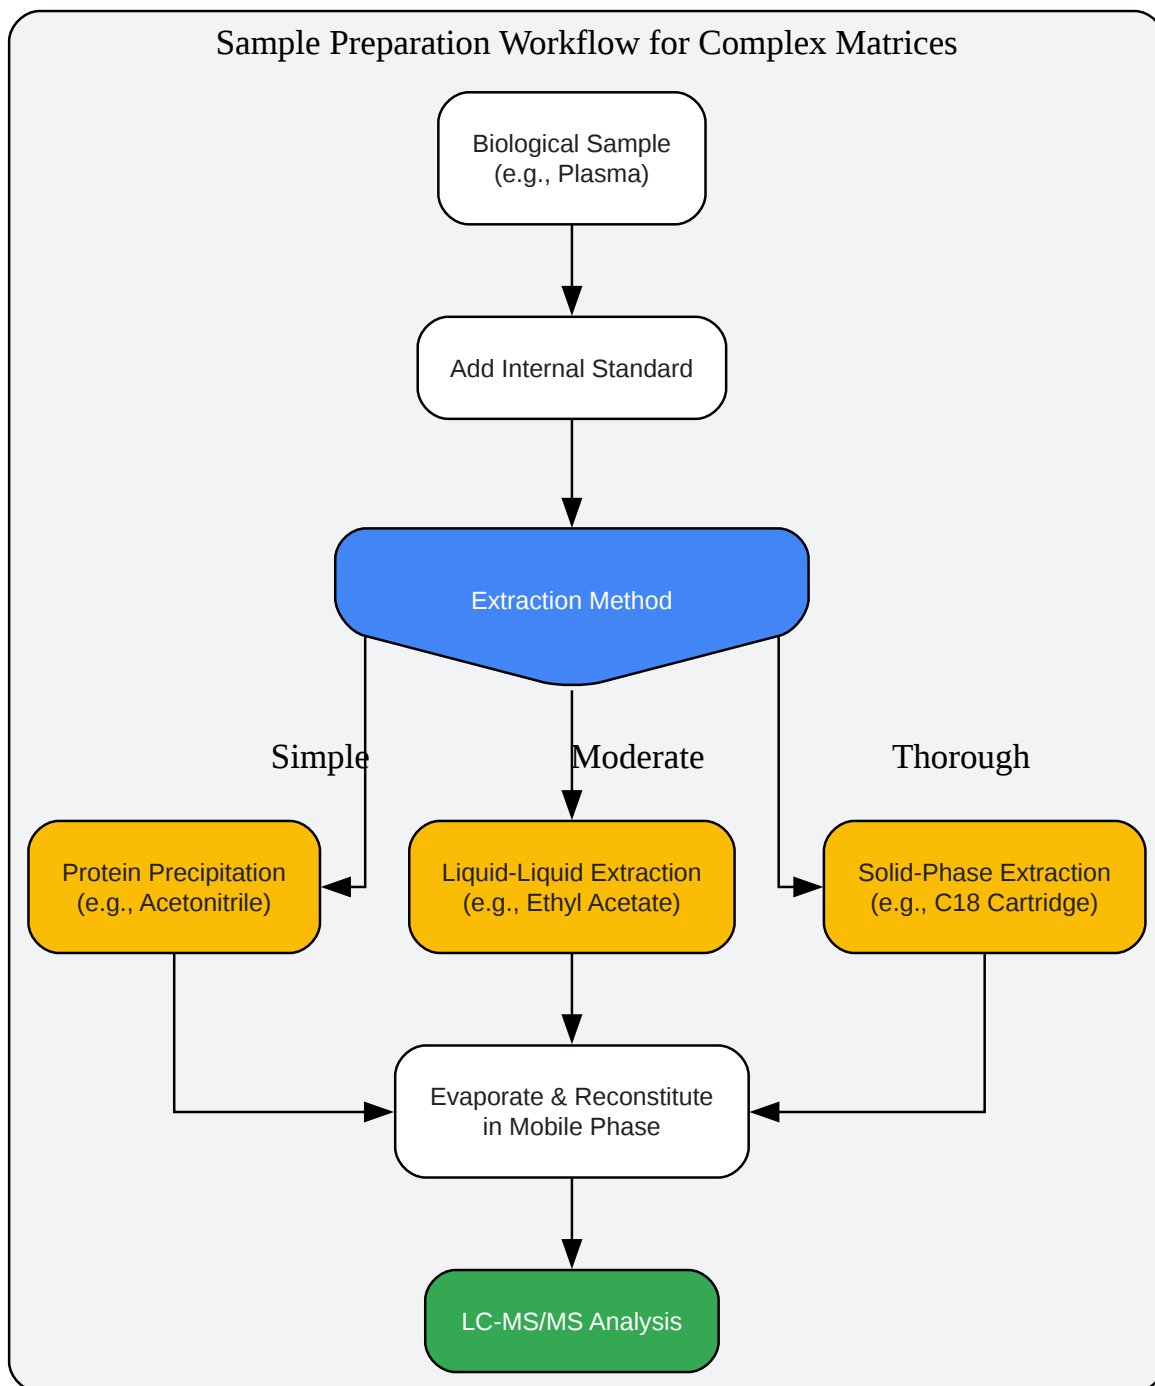 Sample Preparation Workflow for Complex Matrices
Biological Sample
(e.g., Plasma)
Add Internal Standard
Extraction Method
Simple
Moderate
Thorough
Protein Precipitation
(e.g., Acetonitrile)
Liquid-Liquid Extraction
(e.g., Ethyl Acetate)
Solid-Phase Extraction
(e.g., C18 Cartridge)
Evaporate & Reconstitute
in Mobile Phase
LC-MS/MS Analysis